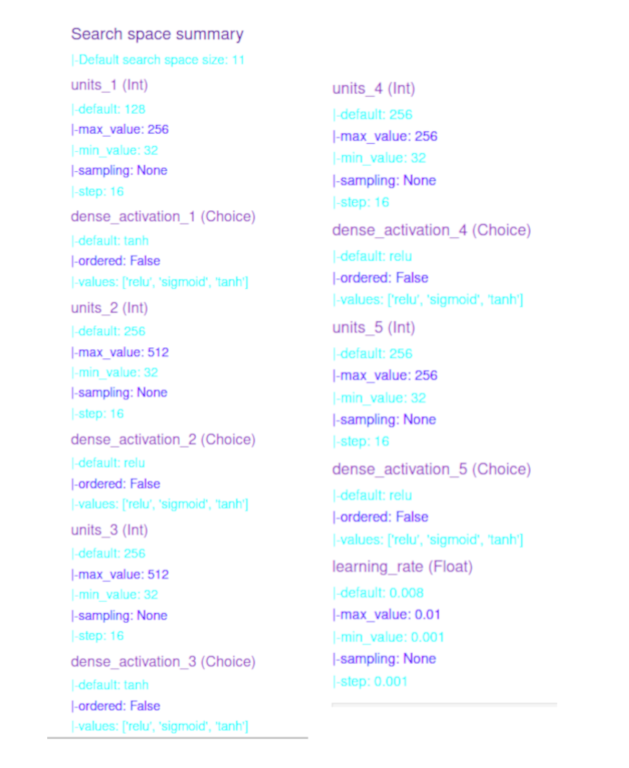 Search space summary
|-Default search space size: 11
units_1 (Int)
|-default: 128
|-max_value: 256
|-min_value: 32
|-sampling: None
|-step: 16
dense_activation_1 (Choice)
|-default: tanh
|-ordered: False
|-values: ['relu', 'sigmoid', 'tanh']
units_2 (Int)
|-default: 256
|-max_value: 512
|-min_value: 32
|-sampling: None
|-step: 16
dense_activation_2 (Choice)
|-default: relu
|-ordered: False
|-values: ['relu', 'sigmoid', 'tanh']
units_3 (Int)
|-default: 256
|-max_value: 512
|-min_value: 32
|-sampling: None
|-step: 16
dense_activation_3 (Choice)
|-default: tanh
|-ordered: False
|-values: ['relu', 'sigmoid', 'tanh']
units_4 (Int)
|-default: 256
|-max_value: 256
|-min_value: 32
|-sampling: None
|-step: 16
dense_activation_4 (Choice)
|-default: relu
|-ordered: False
|-values: ['relu', 'sigmoid', 'tanh']
units_5 (Int)
|-default: 256
|-max_value: 256
|-min_value: 32
|-sampling: None
|-step: 16
dense_activation_5 (Choice)
|-default: relu
|-ordered: False
|-values: ['relu', 'sigmoid', 'tanh']
learning_rate (Float)
|-default: 0.008
|-max_value: 0.01
|-min_value: 0.001
|-sampling: None
|-step: 0.001